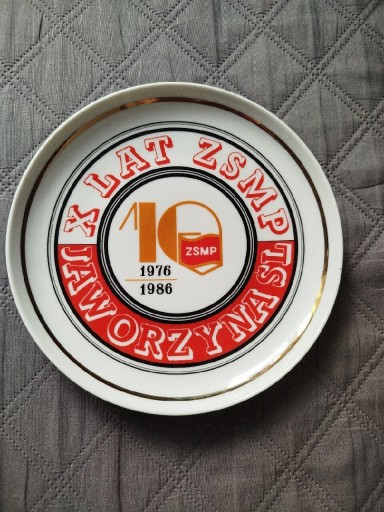 X LAT ZSMP
10
ZSMP
1976
1986
JAWORZYNA ŚL